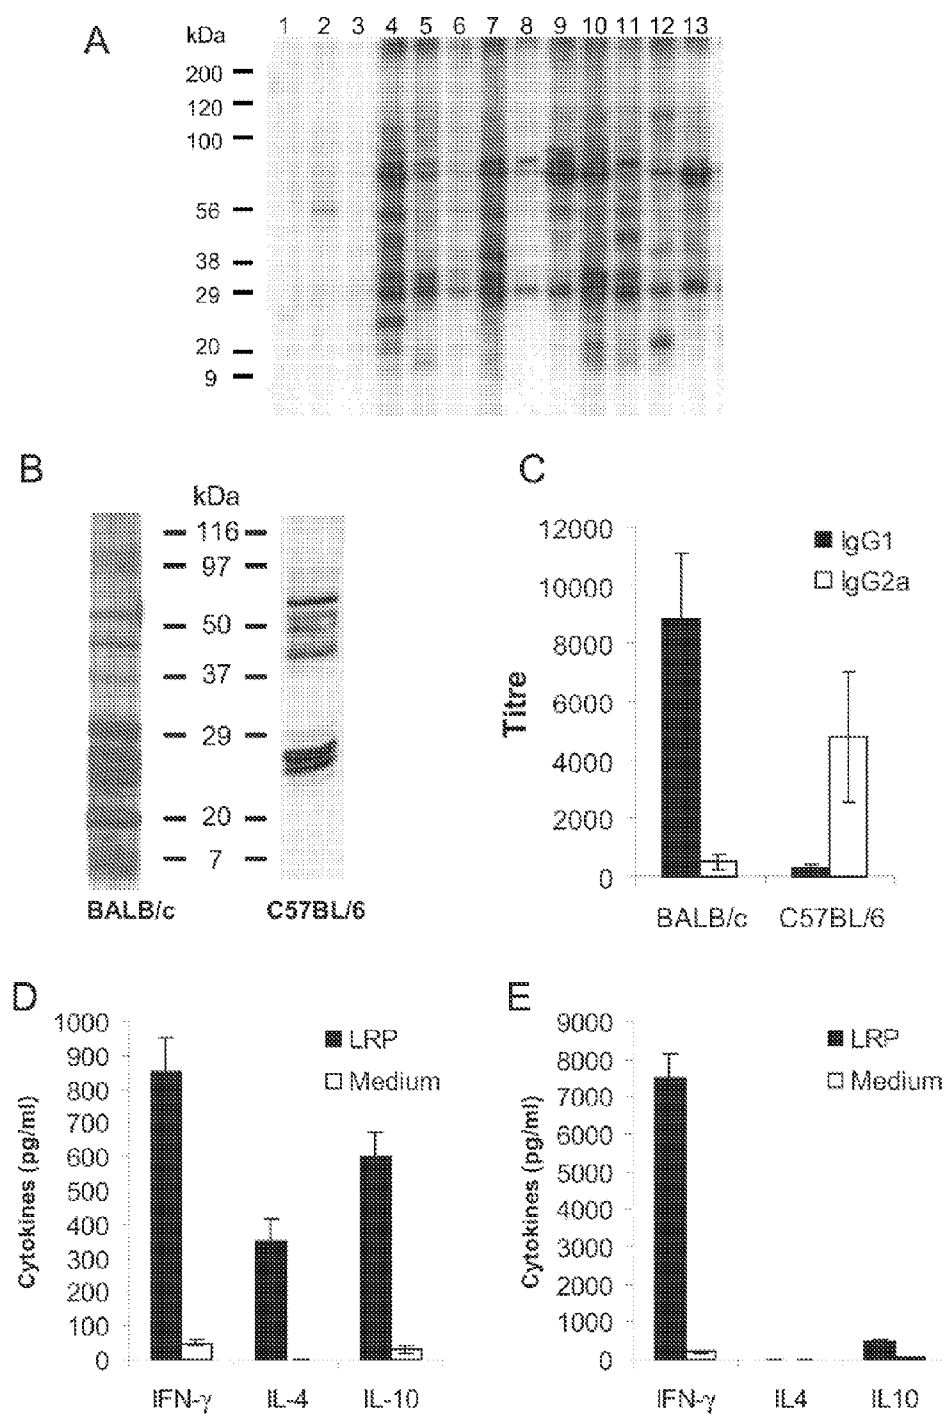 A
kDa
1 2 3 4 5 6 7 8 9 10 11 12 13
200
120
100
56
38
29
20
9
B
kDa
116
97
50
37
29
20
7
BALB/c
C57BL/6
C
12000
10000
8000
6000
4000
2000
0
Titre
IgG1
IgG2a
BALB/c
C57BL/6
D
1000
900
800
700
600
500
400
300
200
100
0
Cytokines (pg/ml)
LRP
Medium
IFN-γ
IL-4
IL-10
E
9000
8000
7000
6000
5000
4000
3000
2000
1000
0
Cytokines (pg/ml)
LRP
Medium
IFN-γ
IL4
IL10